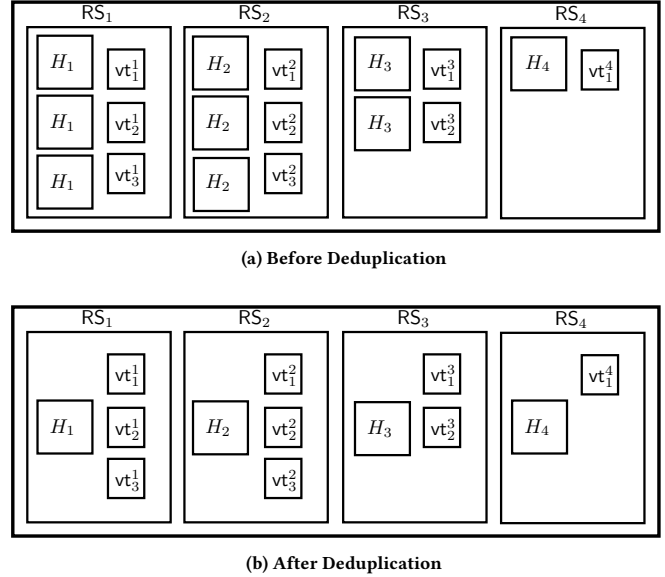 RS₁ RS₂ RS₃ RS₄
H₁ vt₁¹ H₂ vt₁² H₃ vt₁³ H₄ vt₁⁴
H₁ vt₂¹ H₂ vt₂² H₃ vt₂³
H₁ vt₃¹ H₂ vt₃²
(a) Before Deduplication
RS₁ RS₂ RS₃ RS₄
vt₁¹ vt₁² vt₁³ vt₁⁴
H₁ vt₂¹ H₂ vt₂² H₃ vt₂³ H₄
vt₃¹ vt₃²
(b) After Deduplication